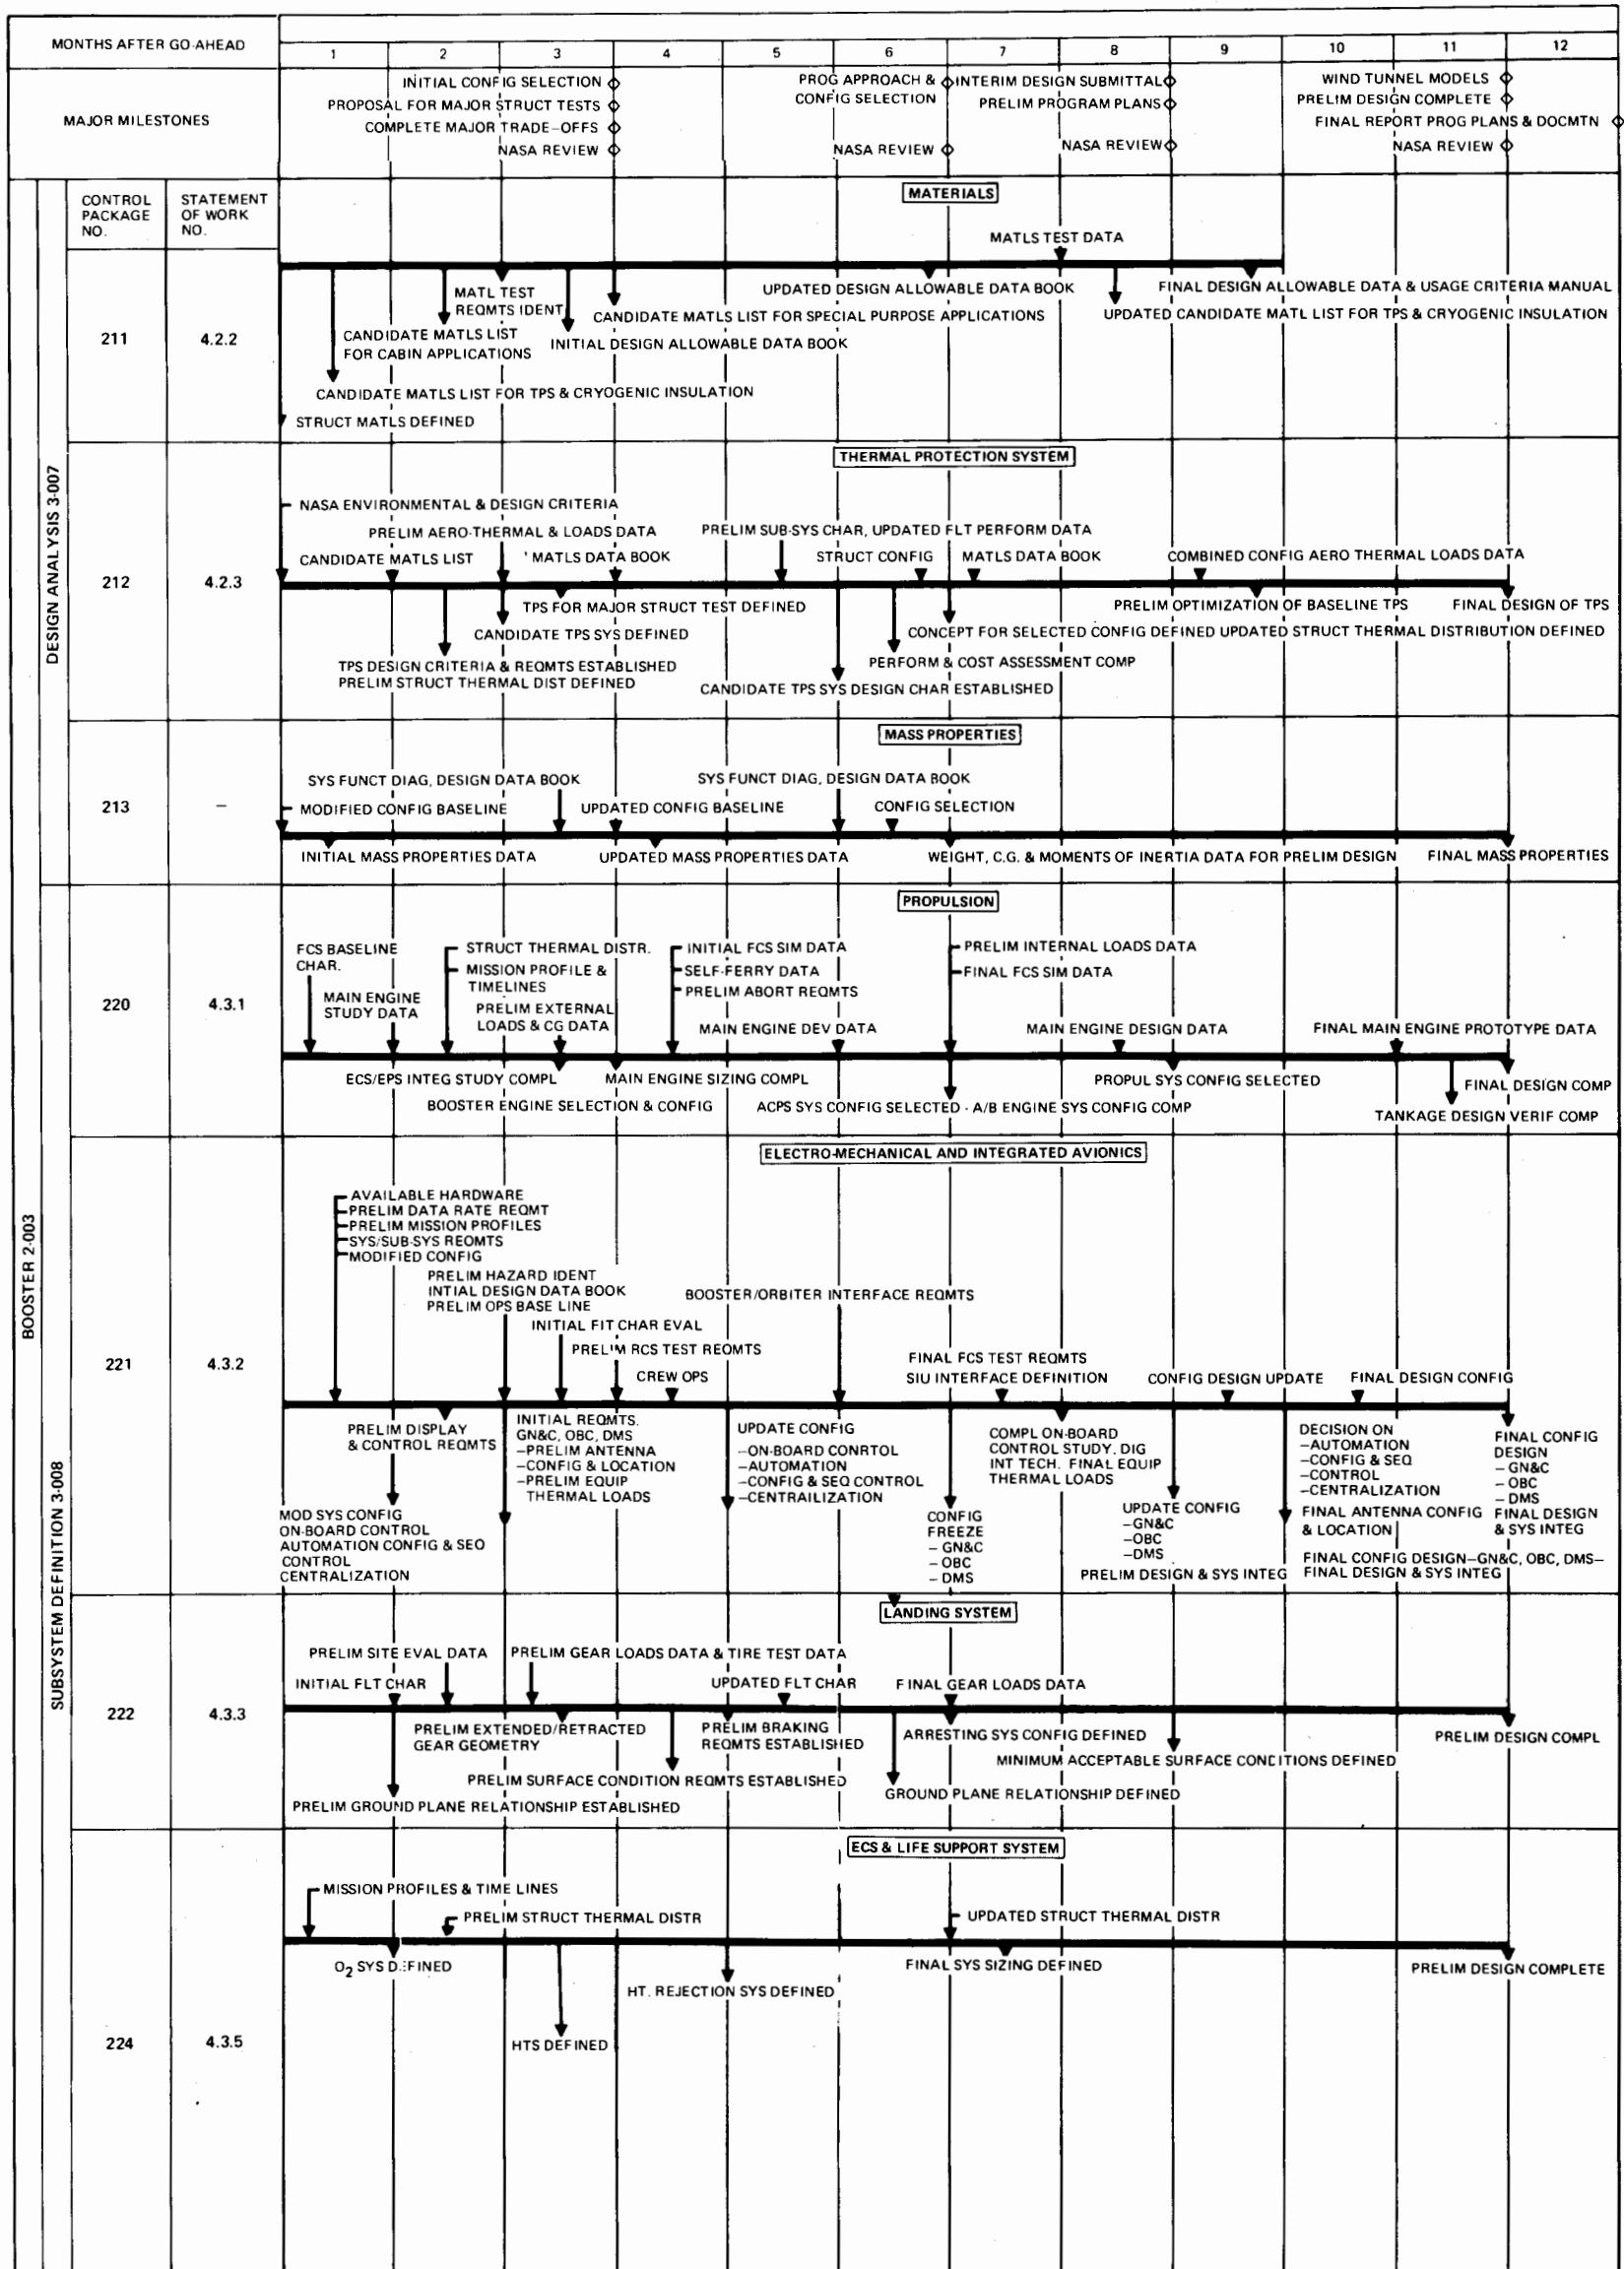 MONTHS AFTER GO-AHEAD
1 2 3 4 5 6 7 8 9 10 11 12
MAJOR MILESTONES
INITIAL CONFIG SELECTION
PROPOSAL FOR MAJOR STRUCT TESTS
COMPLETE MAJOR TRADE-OFFS
NASA REVIEW
PROG APPROACH &
CONFIG SELECTION
NASA REVIEW
INTERIM DESIGN SUBMITTAL
PRELIM PROGRAM PLANS
NASA REVIEW
WIND TUNNEL MODELS
PRELIM DESIGN COMPLETE
FINAL REPORT PROG PLANS & DOCMTN
NASA REVIEW
BOOSTER 2-003
DESIGN ANALYSIS 3-007
CONTROL
PACKAGE
NO.
STATEMENT
OF WORK
NO.
MATERIALS
211
4.2.2
MATLS TEST DATA
MATL TEST
REQMTS IDENT
UPDATED DESIGN ALLOWABLE DATA BOOK
FINAL DESIGN ALLOWABLE DATA & USAGE CRITERIA MANUAL
CANDIDATE MATLS LIST FOR SPECIAL PURPOSE APPLICATIONS
UPDATED CANDIDATE MATL LIST FOR TPS & CRYOGENIC INSULATION
CANDIDATE MATLS LIST
FOR CABIN APPLICATIONS
INITIAL DESIGN ALLOWABLE DATA BOOK
CANDIDATE MATLS LIST FOR TPS & CRYOGENIC INSULATION
STRUCT MATLS DEFINED
THERMAL PROTECTION SYSTEM
212
4.2.3
NASA ENVIRONMENTAL & DESIGN CRITERIA
PRELIM AERO-THERMAL & LOADS DATA
PRELIM SUB-SYS CHAR, UPDATED FLT PERFORM DATA
CANDIDATE MATLS LIST
' MATLS DATA BOOK
STRUCT CONFIG
MATLS DATA BOOK
COMBINED CONFIG AERO THERMAL LOADS DATA
TPS FOR MAJOR STRUCT TEST DEFINED
PRELIM OPTIMIZATION OF BASELINE TPS
FINAL DESIGN OF TPS
CANDIDATE TPS SYS DEFINED
CONCEPT FOR SELECTED CONFIG DEFINED UPDATED STRUCT THERMAL DISTRIBUTION DEFINED
TPS DESIGN CRITERIA & REQMTS ESTABLISHED
PRELIM STRUCT THERMAL DIST DEFINED
PERFORM & COST ASSESSMENT COMP
CANDIDATE TPS SYS DESIGN CHAR ESTABLISHED
MASS PROPERTIES
213
–
SYS FUNCT DIAG, DESIGN DATA BOOK
SYS FUNCT DIAG, DESIGN DATA BOOK
MODIFIED CONFIG BASELINE
UPDATED CONFIG BASELINE
CONFIG SELECTION
INITIAL MASS PROPERTIES DATA
UPDATED MASS PROPERTIES DATA
WEIGHT, C.G. & MOMENTS OF INERTIA DATA FOR PRELIM DESIGN
FINAL MASS PROPERTIES
SUBSYSTEM DEFINITION 3-008
PROPULSION
220
4.3.1
FCS BASELINE
CHAR.
MAIN ENGINE
STUDY DATA
STRUCT THERMAL DISTR.
MISSION PROFILE &
TIMELINES
PRELIM EXTERNAL
LOADS & CG DATA
INITIAL FCS SIM DATA
SELF-FERRY DATA
PRELIM ABORT REQMTS
MAIN ENGINE DEV DATA
PRELIM INTERNAL LOADS DATA
FINAL FCS SIM DATA
MAIN ENGINE DESIGN DATA
FINAL MAIN ENGINE PROTOTYPE DATA
ECS/EPS INTEG STUDY COMPL
MAIN ENGINE SIZING COMPL
PROPUL SYS CONFIG SELECTED
FINAL DESIGN COMP
BOOSTER ENGINE SELECTION & CONFIG
ACPS SYS CONFIG SELECTED - A/B ENGINE SYS CONFIG COMP
TANKAGE DESIGN VERIF COMP
ELECTRO-MECHANICAL AND INTEGRATED AVIONICS
221
4.3.2
AVAILABLE HARDWARE
PRELIM DATA RATE REQMT
PRELIM MISSION PROFILES
SYS/SUB-SYS REQMTS
MODIFIED CONFIG
PRELIM HAZARD IDENT
INTIAL DESIGN DATA BOOK
PRELIM OPS BASE LINE
INITIAL FIT CHAR EVAL
PRELIM RCS TEST REQMTS
CREW OPS
BOOSTER/ORBITER INTERFACE REQMTS
FINAL FCS TEST REQMTS
SIU INTERFACE DEFINITION
CONFIG DESIGN UPDATE
FINAL DESIGN CONFIG
PRELIM DISPLAY
& CONTROL REQMTS
MOD SYS CONFIG
ON-BOARD CONTROL
AUTOMATION CONFIG & SEQ
CONTROL
CENTRALIZATION
INITIAL REQMTS.
GN&C, OBC, DMS
–PRELIM ANTENNA
–CONFIG & LOCATION
–PRELIM EQUIP
THERMAL LOADS
UPDATE CONFIG
–ON-BOARD CONRTOL
–AUTOMATION
–CONFIG & SEQ CONTROL
–CENTRAILIZATION
CONFIG
FREEZE
– GN&C
– OBC
– DMS
COMPL ON-BOARD
CONTROL STUDY. DIG
INT TECH. FINAL EQUIP
THERMAL LOADS
UPDATE CONFIG
–GN&C
–OBC
–DMS
PRELIM DESIGN & SYS INTEG
DECISION ON
–AUTOMATION
–CONFIG & SEQ
–CONTROL
–CENTRALIZATION
FINAL ANTENNA CONFIG
& LOCATION
FINAL CONFIG
DESIGN
– GN&C
– OBC
– DMS
FINAL DESIGN
& SYS INTEG
FINAL CONFIG DESIGN–GN&C, OBC, DMS–
FINAL DESIGN & SYS INTEG
LANDING SYSTEM
222
4.3.3
PRELIM SITE EVAL DATA
PRELIM GEAR LOADS DATA & TIRE TEST DATA
INITIAL FLT CHAR
UPDATED FLT CHAR
FINAL GEAR LOADS DATA
PRELIM EXTENDED/RETRACTED
GEAR GEOMETRY
PRELIM BRAKING
REQMTS ESTABLISHED
ARRESTING SYS CONFIG DEFINED
PRELIM DESIGN COMPL
MINIMUM ACCEPTABLE SURFACE CONDITIONS DEFINED
PRELIM SURFACE CONDITION REQMTS ESTABLISHED
GROUND PLANE RELATIONSHIP DEFINED
PRELIM GROUND PLANE RELATIONSHIP ESTABLISHED
ECS & LIFE SUPPORT SYSTEM
224
4.3.5
MISSION PROFILES & TIME LINES
PRELIM STRUCT THERMAL DISTR
UPDATED STRUCT THERMAL DISTR
O2 SYS DEFINED
FINAL SYS SIZING DEFINED
PRELIM DESIGN COMPLETE
HT. REJECTION SYS DEFINED
HTS DEFINED